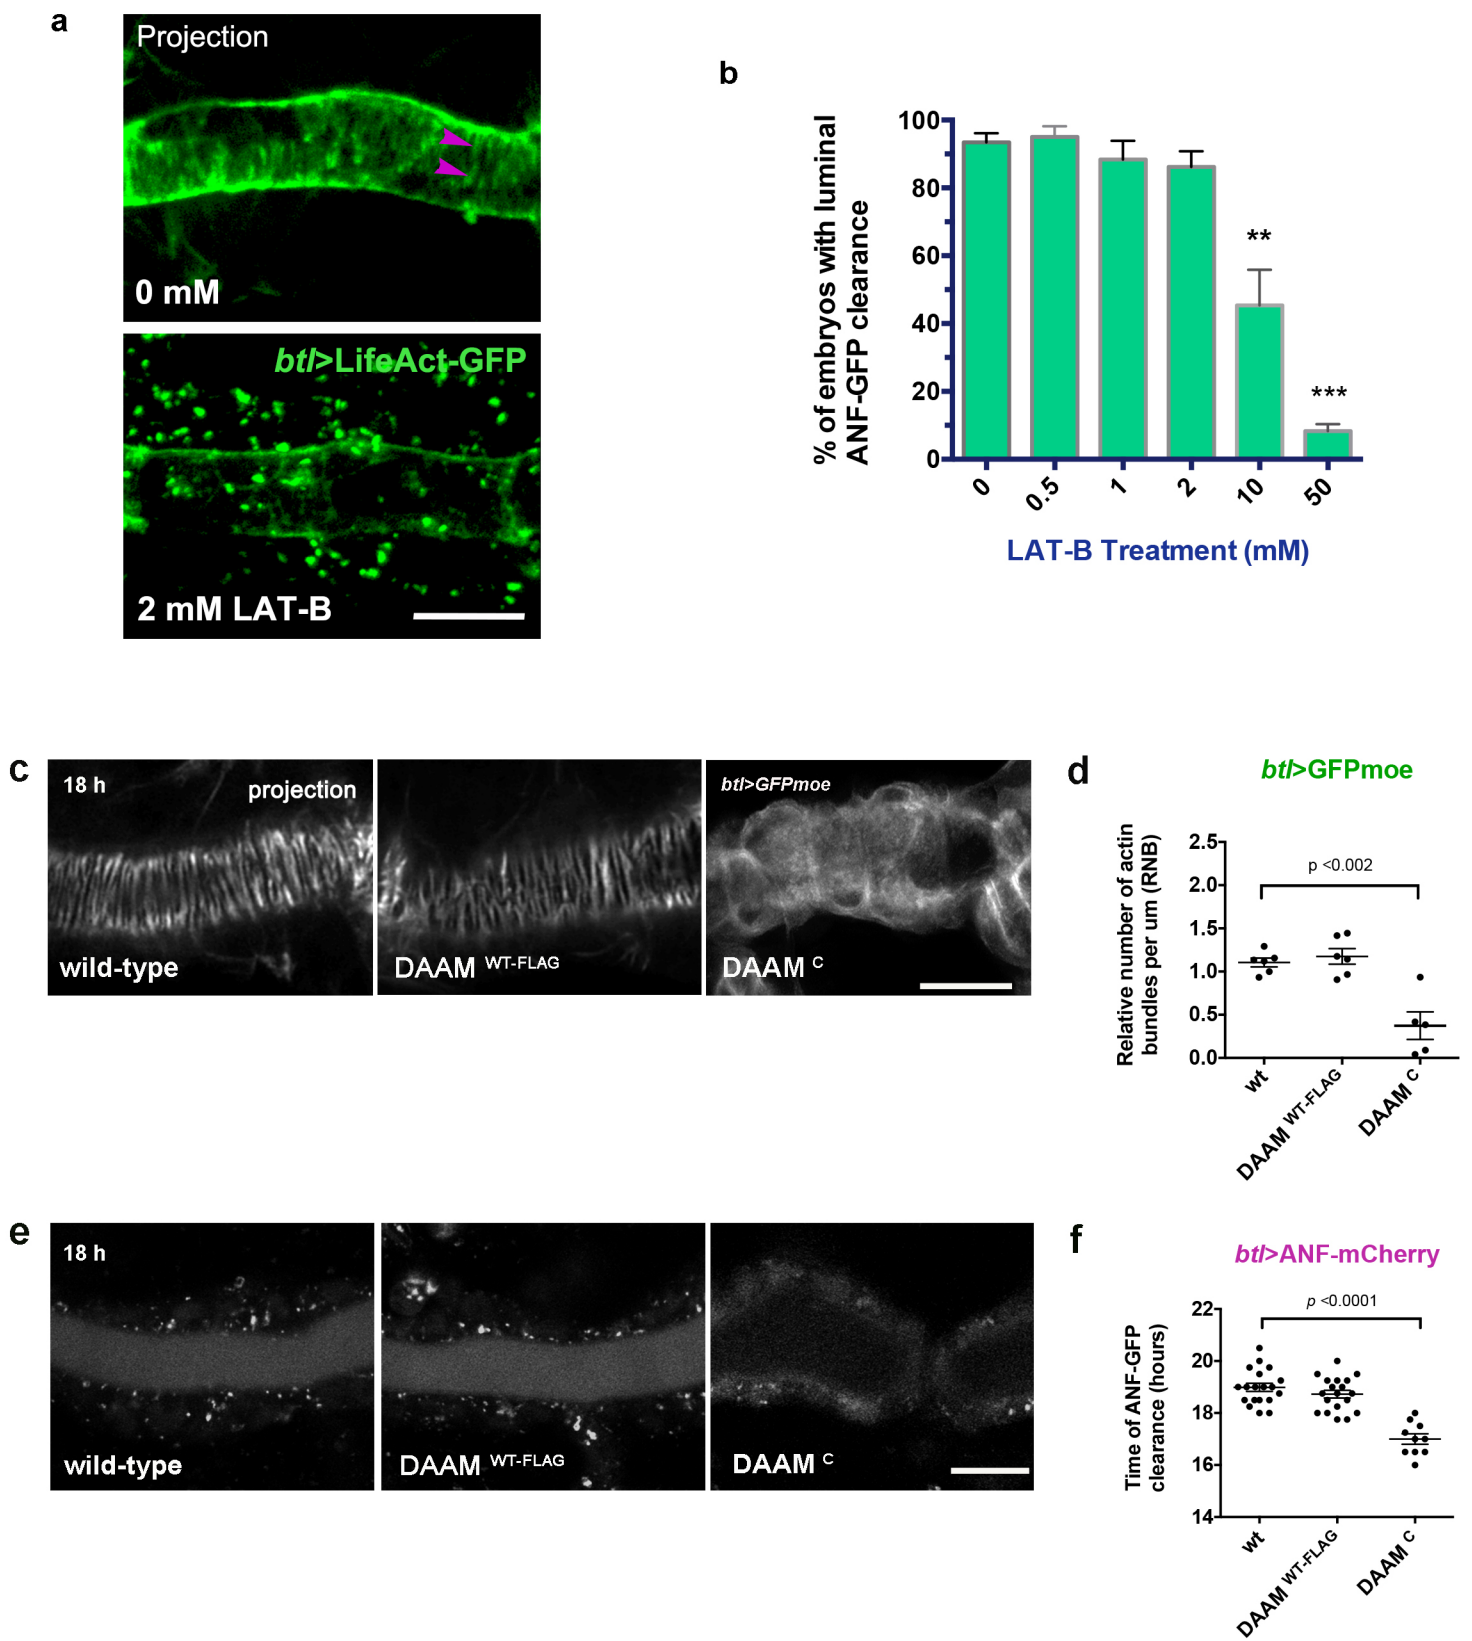 a
Projection
0 mM
btl>LifeAct-GFP
2 mM LAT-B
b
% of embryos with luminal
ANF-GFP clearance
100
80
60
40
20
0
**
***
0 0.5 1 2 10 50
LAT-B Treatment (mM)
c
18 h
projection
wild-type
DAAM WT-FLAG
btl>GFPmoe
DAAM C
d
btl>GFPmoe
Relative number of actin
bundles per um (RNB)
2.5
2.0
1.5
1.0
0.5
0.0
p <0.002
wt
DAAM WT-FLAG
DAAM C
e
18 h
wild-type
DAAM WT-FLAG
DAAM C
f
btl>ANF-mCherry
Time of ANF-GFP
clearance (hours)
22
20
18
16
14
p <0.0001
wt
DAAM WT-FLAG
DAAM C